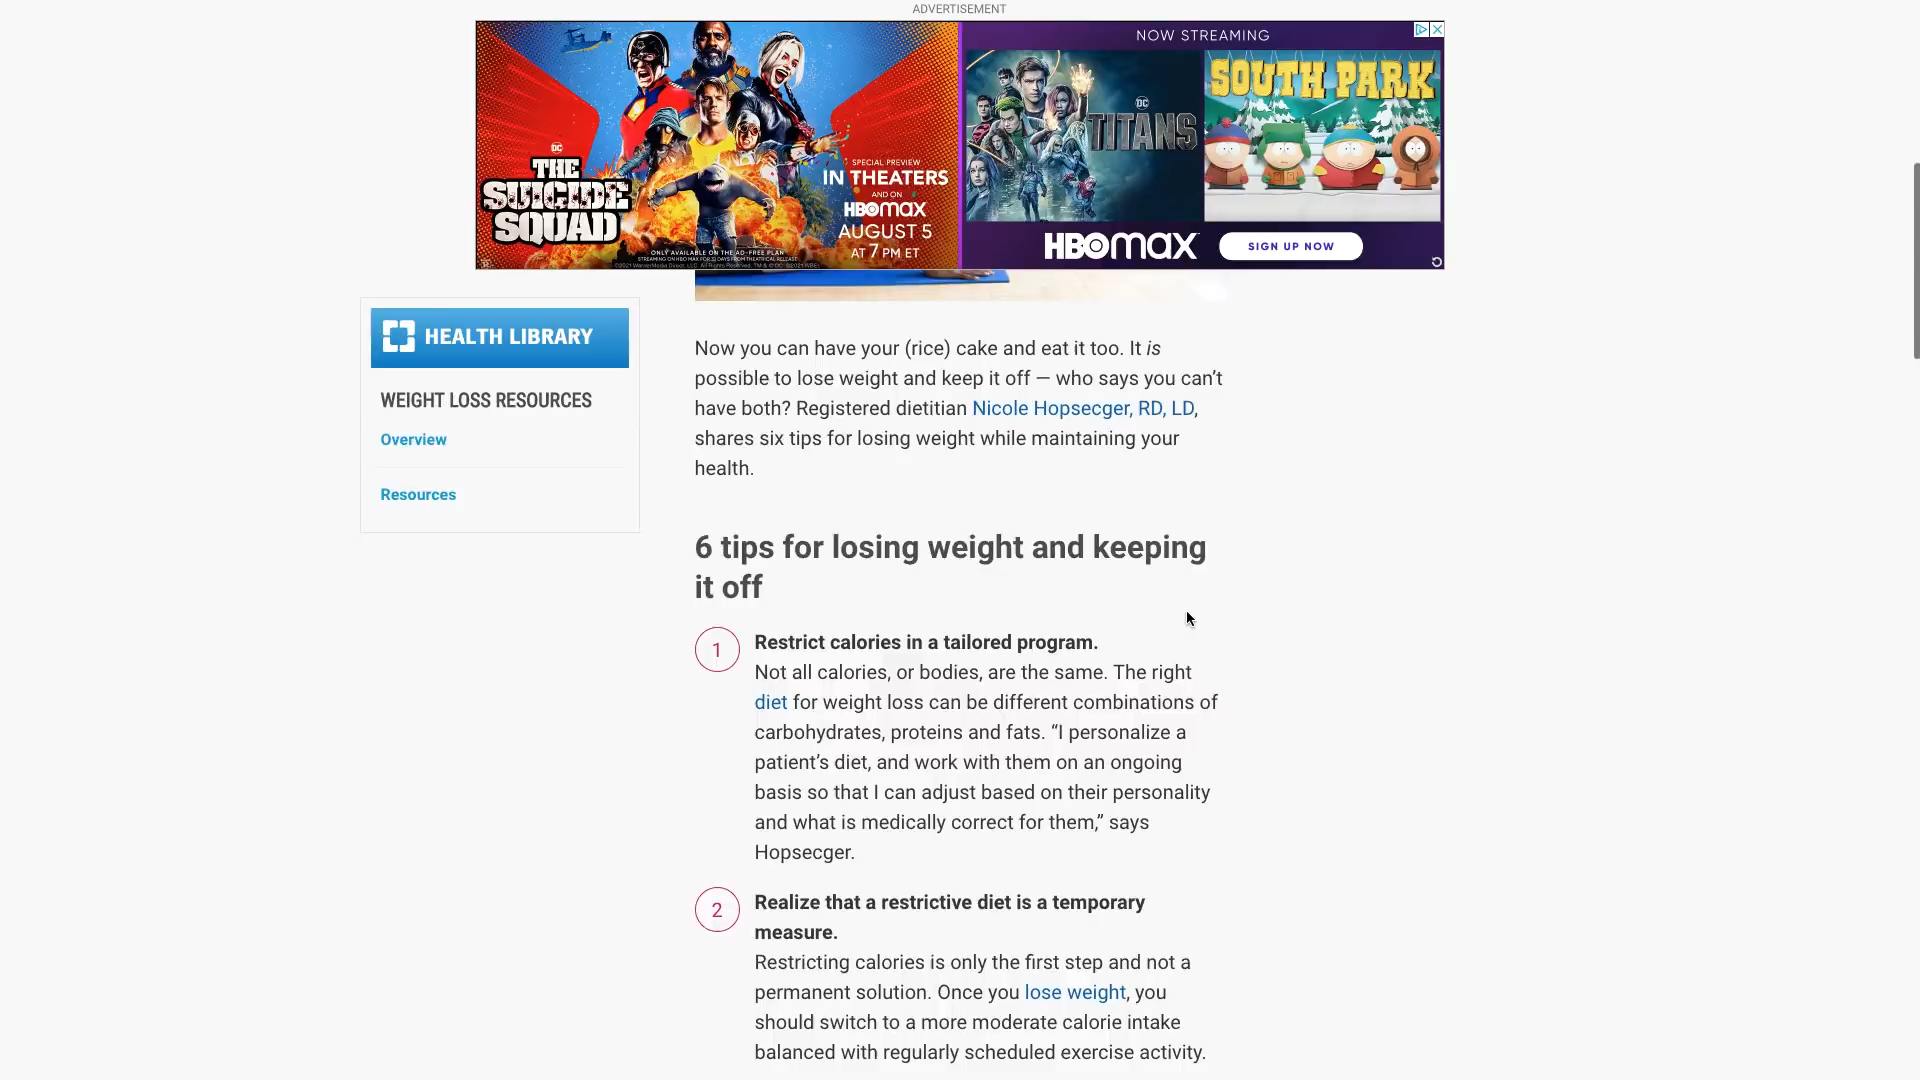 ADVERTISEMENT
DC
THE
SUICIDE
SQUAD
SPECIAL PREVIEW
IN THEATERS
AND ON
HBOMAX
AUGUST 5
AT 7 PM ET
ONLY AVAILABLE ON THE AD-FREE PLAN
NOW STREAMING
DC
TITANS
SOUTH PARK
HBOMAX
SIGN UP NOW
HEALTH LIBRARY
WEIGHT LOSS RESOURCES
Overview
Resources
Now you can have your (rice) cake and eat it too. It is
possible to lose weight and keep it off — who says you can’t
have both? Registered dietitian Nicole Hopsecger, RD, LD,
shares six tips for losing weight while maintaining your
health.
6 tips for losing weight and keeping
it off
1
Restrict calories in a tailored program.
Not all calories, or bodies, are the same. The right
diet for weight loss can be different combinations of
carbohydrates, proteins and fats. “I personalize a
patient’s diet, and work with them on an ongoing
basis so that I can adjust based on their personality
and what is medically correct for them,” says
Hopsecger.
2
Realize that a restrictive diet is a temporary
measure.
Restricting calories is only the first step and not a
permanent solution. Once you lose weight, you
should switch to a more moderate calorie intake
balanced with regularly scheduled exercise activity.